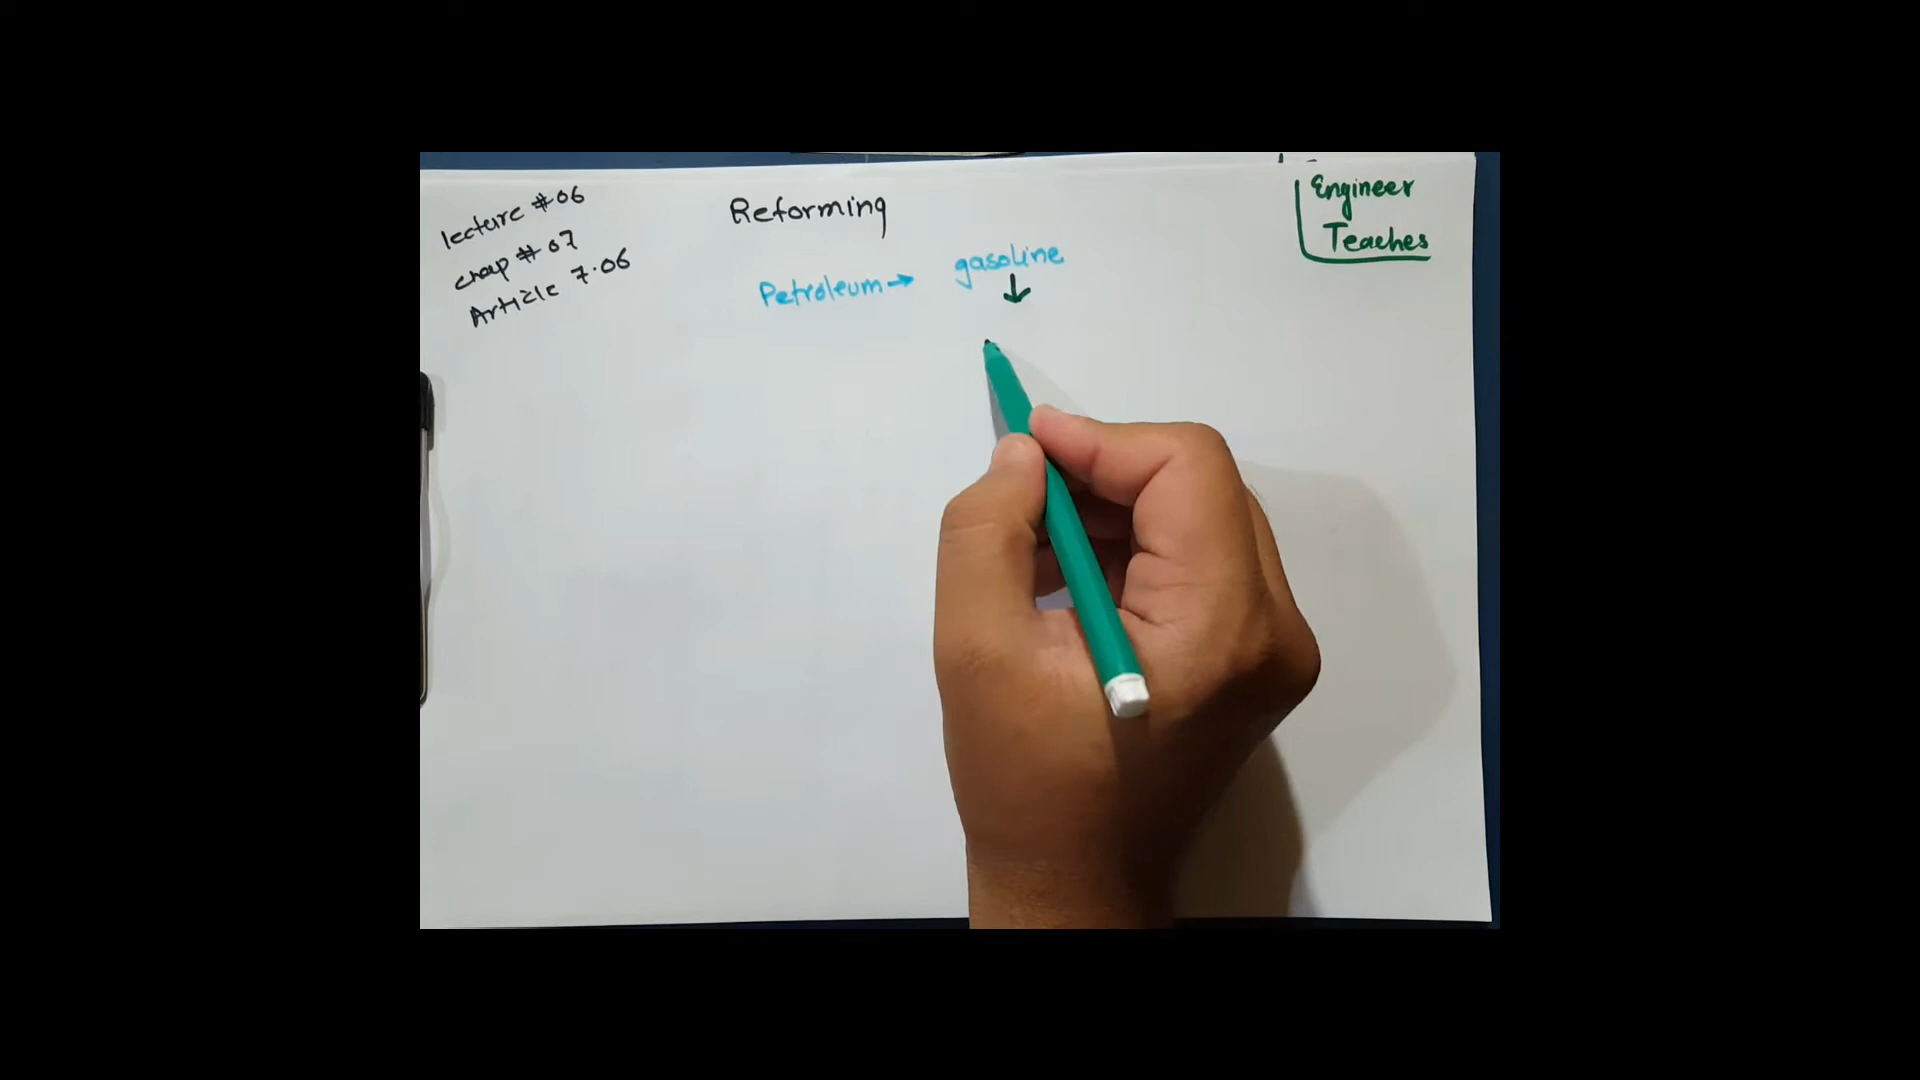 lecture #06
chap #07
Article 7.06
Reforming
Engineer
Teaches
Petroleum → gasoline
↓